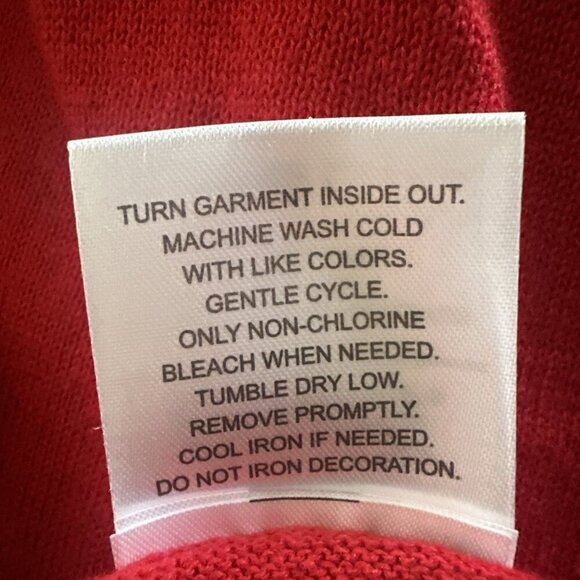 TURN GARMENT INSIDE OUT.
MACHINE WASH COLD
WITH LIKE COLORS.
GENTLE CYCLE.
ONLY NON-CHLORINE
BLEACH WHEN NEEDED.
TUMBLE DRY LOW.
REMOVE PROMPTLY.
COOL IRON IF NEEDED.
DO NOT IRON DECORATION.